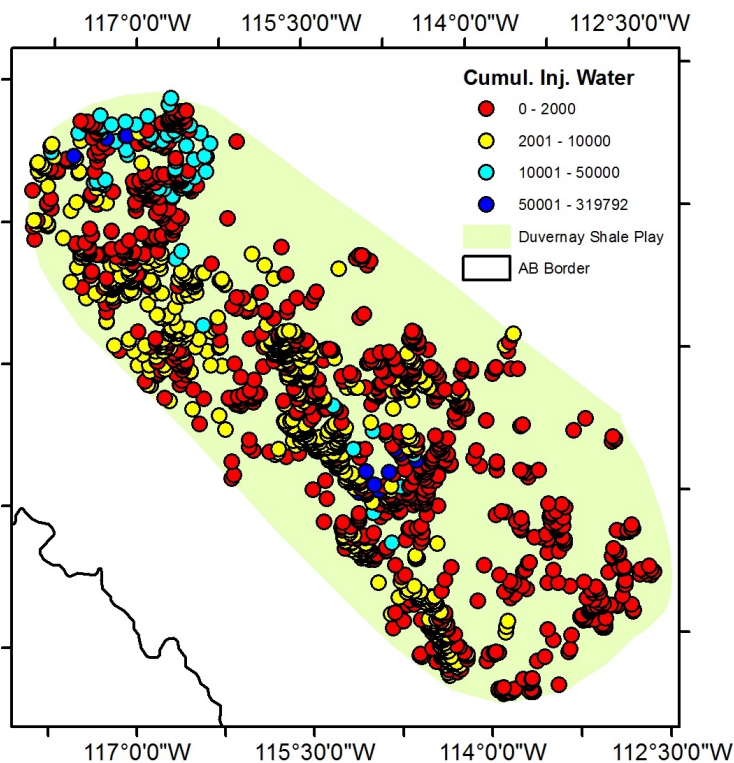 117°0'0"W 115°30'0"W 114°0'0"W 112°30'0"W
Cumul. Inj. Water
0 - 2000
2001 - 10000
10001 - 50000
50001 - 319792
Duvernay Shale Play
AB Border
117°0'0"W 115°30'0"W 114°0'0"W 112°30'0"W